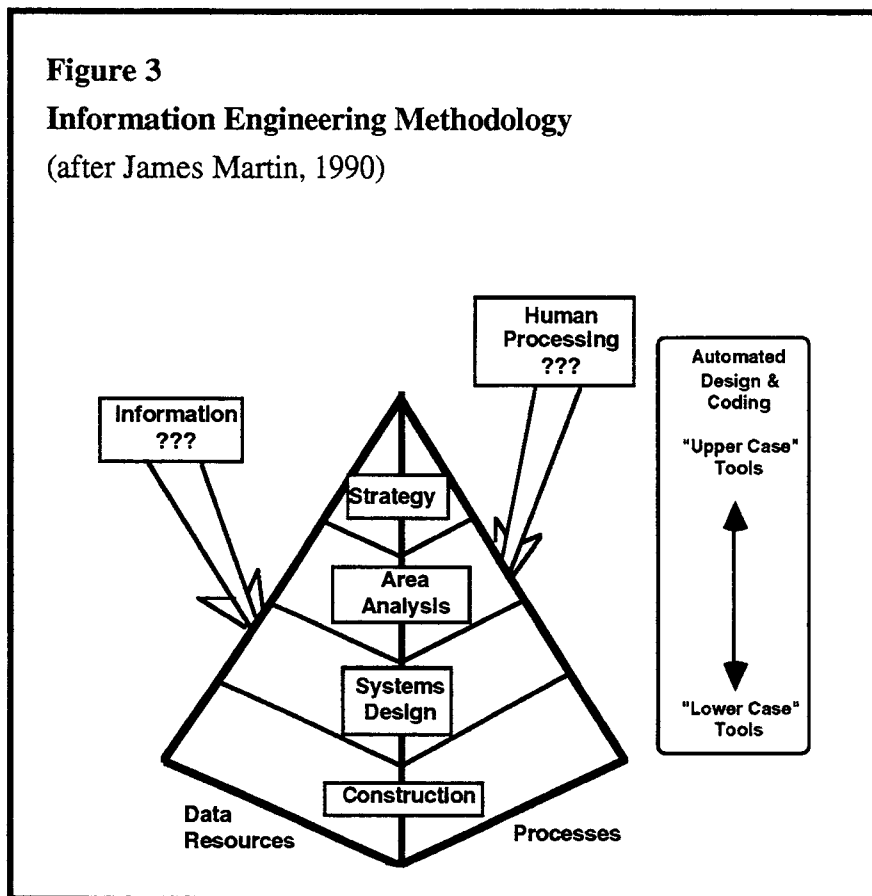 Figure 3
Information Engineering Methodology
(after James Martin, 1990)
Human
Processing
???
Information
???
Automated
Design &
Coding
"Upper Case"
Tools
Strategy
Area
Analysis
Systems
Design
"Lower Case"
Tools
Construction
Data
Resources
Processes